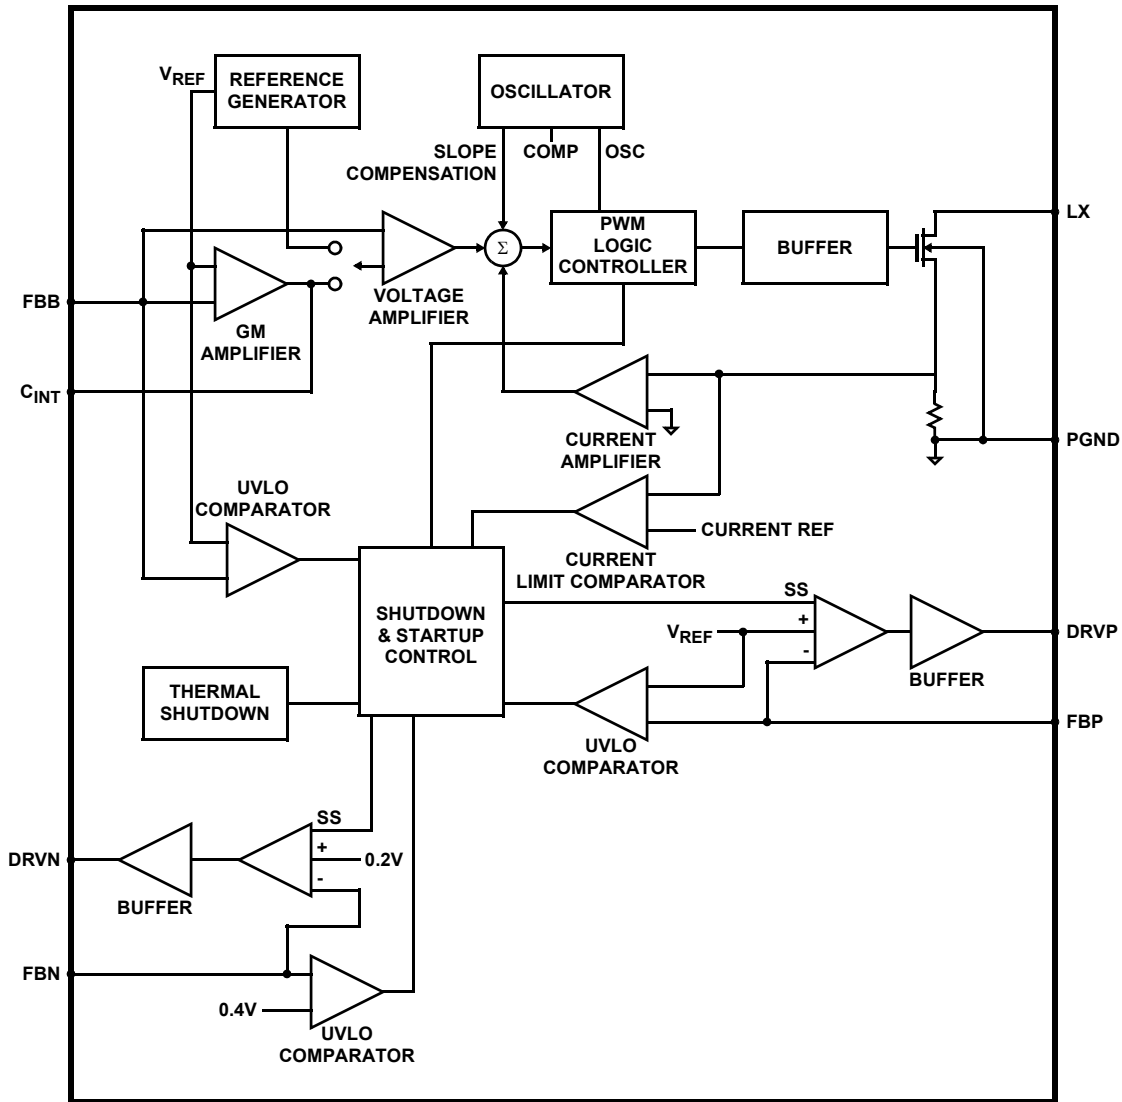 VREF
REFERENCE
GENERATOR
OSCILLATOR
SLOPE
COMPENSATION
COMP
OSC
LX
PWM
LOGIC
CONTROLLER
BUFFER
Σ
FBB
VOLTAGE
AMPLIFIER
GM
AMPLIFIER
CINT
CURRENT
AMPLIFIER
PGND
UVLO
COMPARATOR
CURRENT REF
CURRENT
LIMIT COMPARATOR
SHUTDOWN
& STARTUP
CONTROL
SS
VREF
+
-
DRVP
BUFFER
THERMAL
SHUTDOWN
FBP
UVLO
COMPARATOR
SS
+
0.2V
-
DRVN
BUFFER
FBN
0.4V
UVLO
COMPARATOR